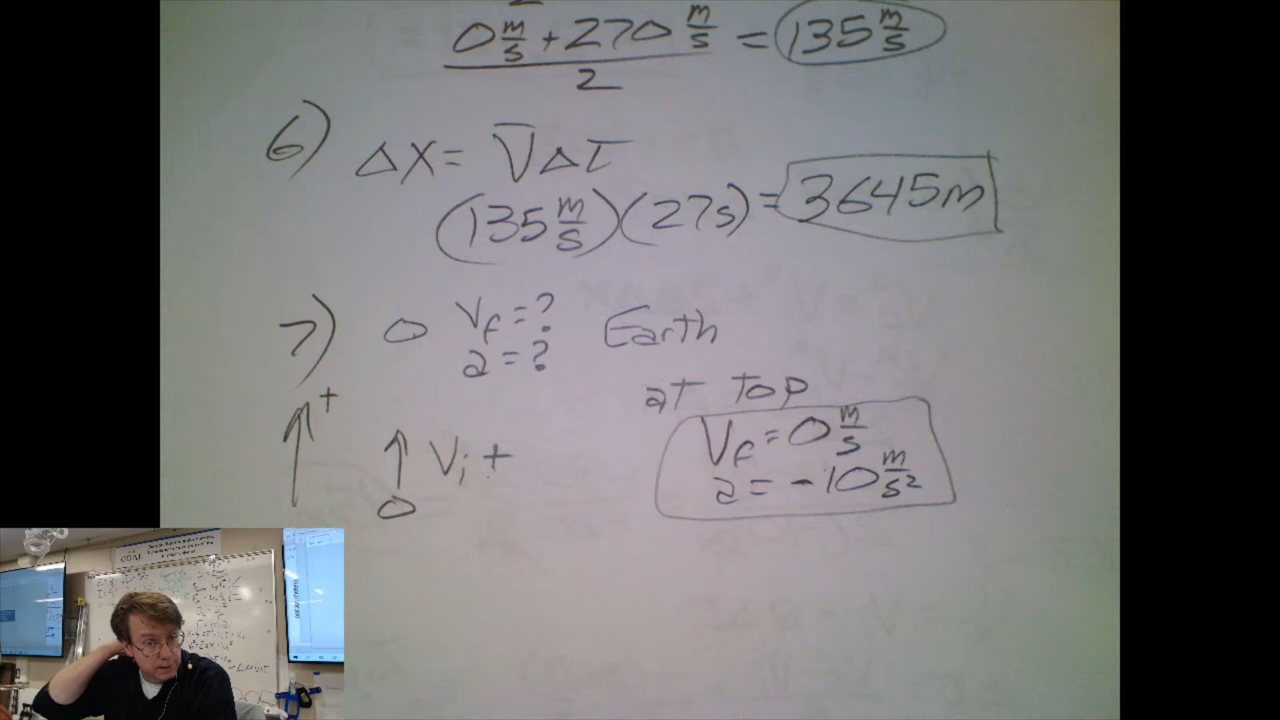 0 m/s + 270 m/s = 135 m/s
2
6) Δx = V̄Δt
(135 m/s)(27s) = 3645m
7) Vf = ? Earth
a = ?
at top
+ Vi + Vf = 0 m/s
a = -10 m/s²